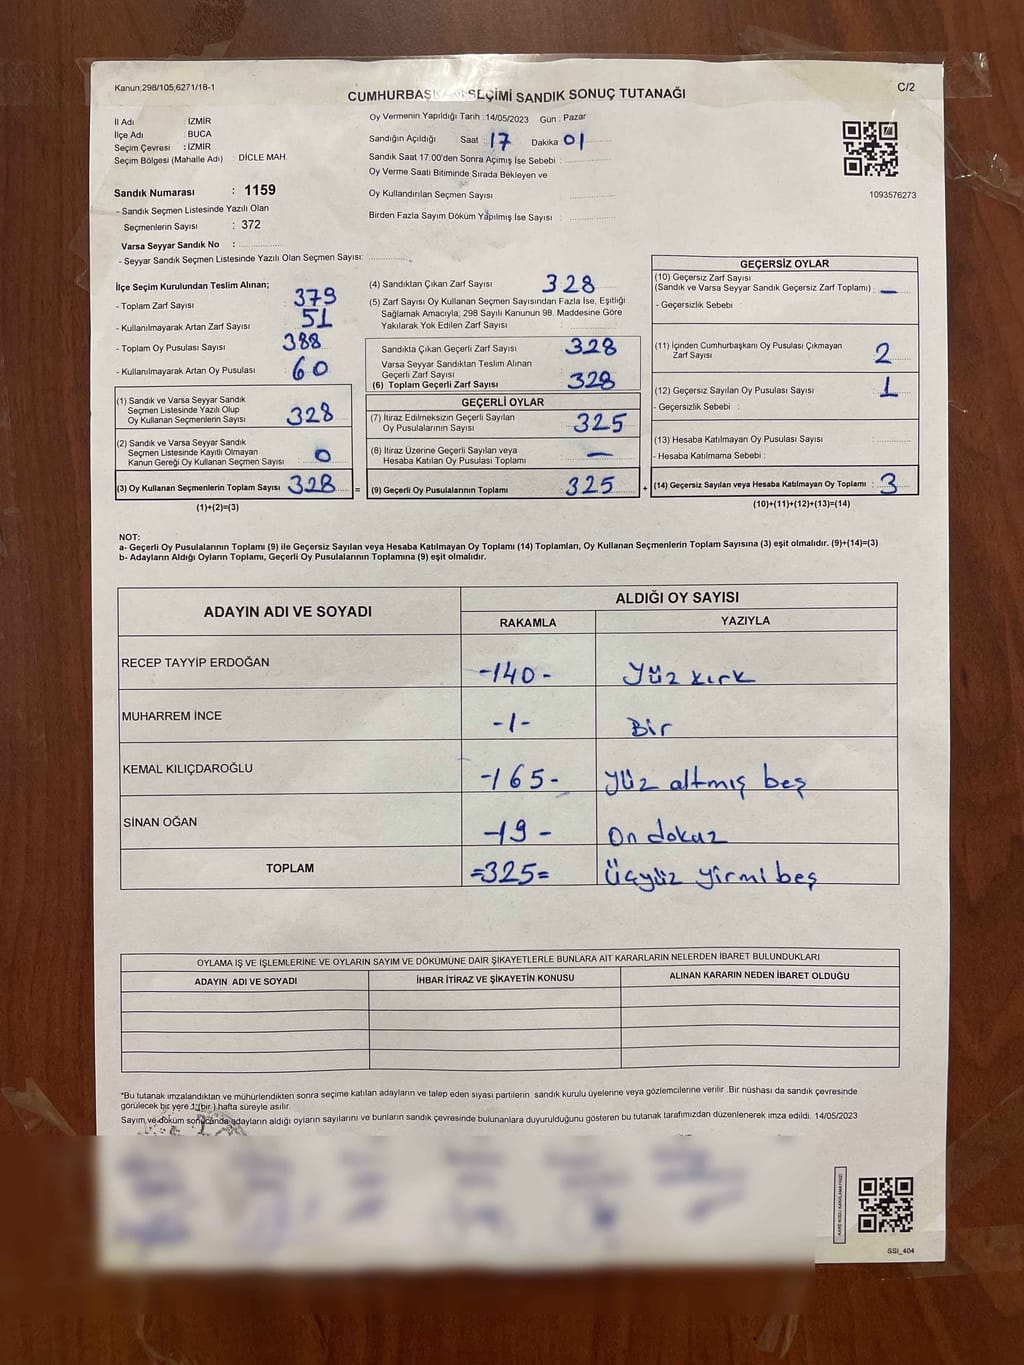 Kanun;298/105;6271/18-1
C/2
CUMHURBAŞKANI SEÇİMİ SANDIK SONUÇ TUTANAĞI
İl Adı : İZMİR
İlçe Adı : BUCA
Seçim Çevresi : İZMİR
Seçim Bölgesi (Mahalle Adı) : DİCLE MAH.
Sandık Numarası : 1159
- Sandık Seçmen Listesinde Yazılı Olan
Seçmenlerin Sayısı : 372
Varsa Seyyar Sandık No :
- Seyyar Sandık Seçmen Listesinde Yazılı Olan Seçmen Sayısı:
Oy Vermenin Yapıldığı Tarih :14/05/2023 Gün : Pazar
Sandığın Açıldığı Saat 17 Dakika 01
Sandık Saat 17.00'den Sonra Açımış İse Sebebi :
Oy Verme Saati Bitiminde Sırada Bekleyen ve
Oy Kullandırılan Seçmen Sayısı
Birden Fazla Sayım Döküm Yapılmış İse Sayısı :
1093576273
İlçe Seçim Kurulundan Teslim Alınan;
- Toplam Zarf Sayısı : 379
- Kullanılmayarak Artan Zarf Sayısı : 51
- Toplam Oy Pusulası Sayısı : 388
- Kullanılmayarak Artan Oy Pusulası : 60
(1) Sandık ve Varsa Seyyar Sandık
Seçmen Listesinde Yazılı Olup
Oy Kullanan Seçmenlerin Sayısı : 328
(2) Sandık ve Varsa Seyyar Sandık
Seçmen Listesinde Kayıtlı Olmayan
Kanun Gereği Oy Kullanan Seçmen Sayısı : 0
(3) Oy Kullanan Seçmenlerin Toplam Sayısı : 328
(1)+(2)=(3)
(4) Sandıktan Çıkan Zarf Sayısı : 328
(5) Zarf Sayısı Oy Kullanan Seçmen Sayısından Fazla İse, Eşitliği
Sağlamak Amacıyla, 298 Sayılı Kanunun 98. Maddesine Göre
Yakılarak Yok Edilen Zarf Sayısı :
Sandıkta Çıkan Geçerli Zarf Sayısı : 328
Varsa Seyyar Sandıktan Teslim Alınan
Geçerli Zarf Sayısı :
(6) Toplam Geçerli Zarf Sayısı : 328
GEÇERLİ OYLAR
(7) İtiraz Edilmeksizin Geçerli Sayılan
Oy Pusulalarının Sayısı : 325
(8) İtiraz Üzerine Geçerli Sayılan veya
Hesaba Katılan Oy Pusulası Toplamı : —
= (9) Geçerli Oy Pusulalarının Toplamı : 325
GEÇERSİZ OYLAR
(10) Geçersiz Zarf Sayısı
(Sandık ve Varsa Seyyar Sandık Geçersiz Zarf Toplamı) : —
- Geçersizlik Sebebi
(11) İçinden Cumhurbaşkanı Oy Pusulası Çıkmayan
Zarf Sayısı : 2
(12) Geçersiz Sayılan Oy Pusulası Sayısı : 1
- Geçersizlik Sebebi :
(13) Hesaba Katılmayan Oy Pusulası Sayısı :
- Hesaba Katılmama Sebebi :
+ (14) Geçersiz Sayılan veya Hesaba Katılmayan Oy Toplamı : 3
(10)+(11)+(12)+(13)=(14)
NOT:
a- Geçerli Oy Pusulalarının Toplamı (9) ile Geçersiz Sayılan veya Hesaba Katılmayan Oy Toplamı (14) Toplamları, Oy Kullanan Seçmenlerin Toplam Sayısına (3) eşit olmalıdır. (9)+(14)=(3)
b- Adayların Aldığı Oyların Toplamı, Geçerli Oy Pusulalarının Toplamına (9) eşit olmalıdır.
ADAYIN ADI VE SOYADI ALDIĞI OY SAYISI
RAKAMLA YAZIYLA
RECEP TAYYİP ERDOĞAN -140- Yüz kırk
MUHARREM İNCE -1- Bir
KEMAL KILIÇDAROĞLU -165- Yüz altmış beş
SİNAN OĞAN -19- On dokuz
TOPLAM =325= Üçyüz yirmi beş
OYLAMA İŞ VE İŞLEMLERİNE VE OYLARIN SAYIM VE DÖKÜMÜNE DAİR ŞİKAYETLERLE BUNLARA AİT KARARLARIN NELERDEN İBARET BULUNDUKLARI
ADAYIN ADI VE SOYADI İHBAR İTİRAZ VE ŞİKAYETİN KONUSU ALINAN KARARIN NEDEN İBARET OLDUĞU
*Bu tutanak imzalandıktan ve mühürlendikten sonra seçime katılan adayların ve talep eden siyasi partilerin sandık kurulu üyelerine veya gözlemcilerine verilir .Bir nüshası da sandık çevresinde
görülecek bir yere 1 (bir ) hafta süreyle asılır.
Sayım ve döküm sonucanda adayların aldığı oyların sayılarını ve bunların sandık çevresinde bulunanlara duyurulduğunu gösteren bu tutanak tarafımızdan düzenlenerek imza edildi. 14/05/2023
SSI_404